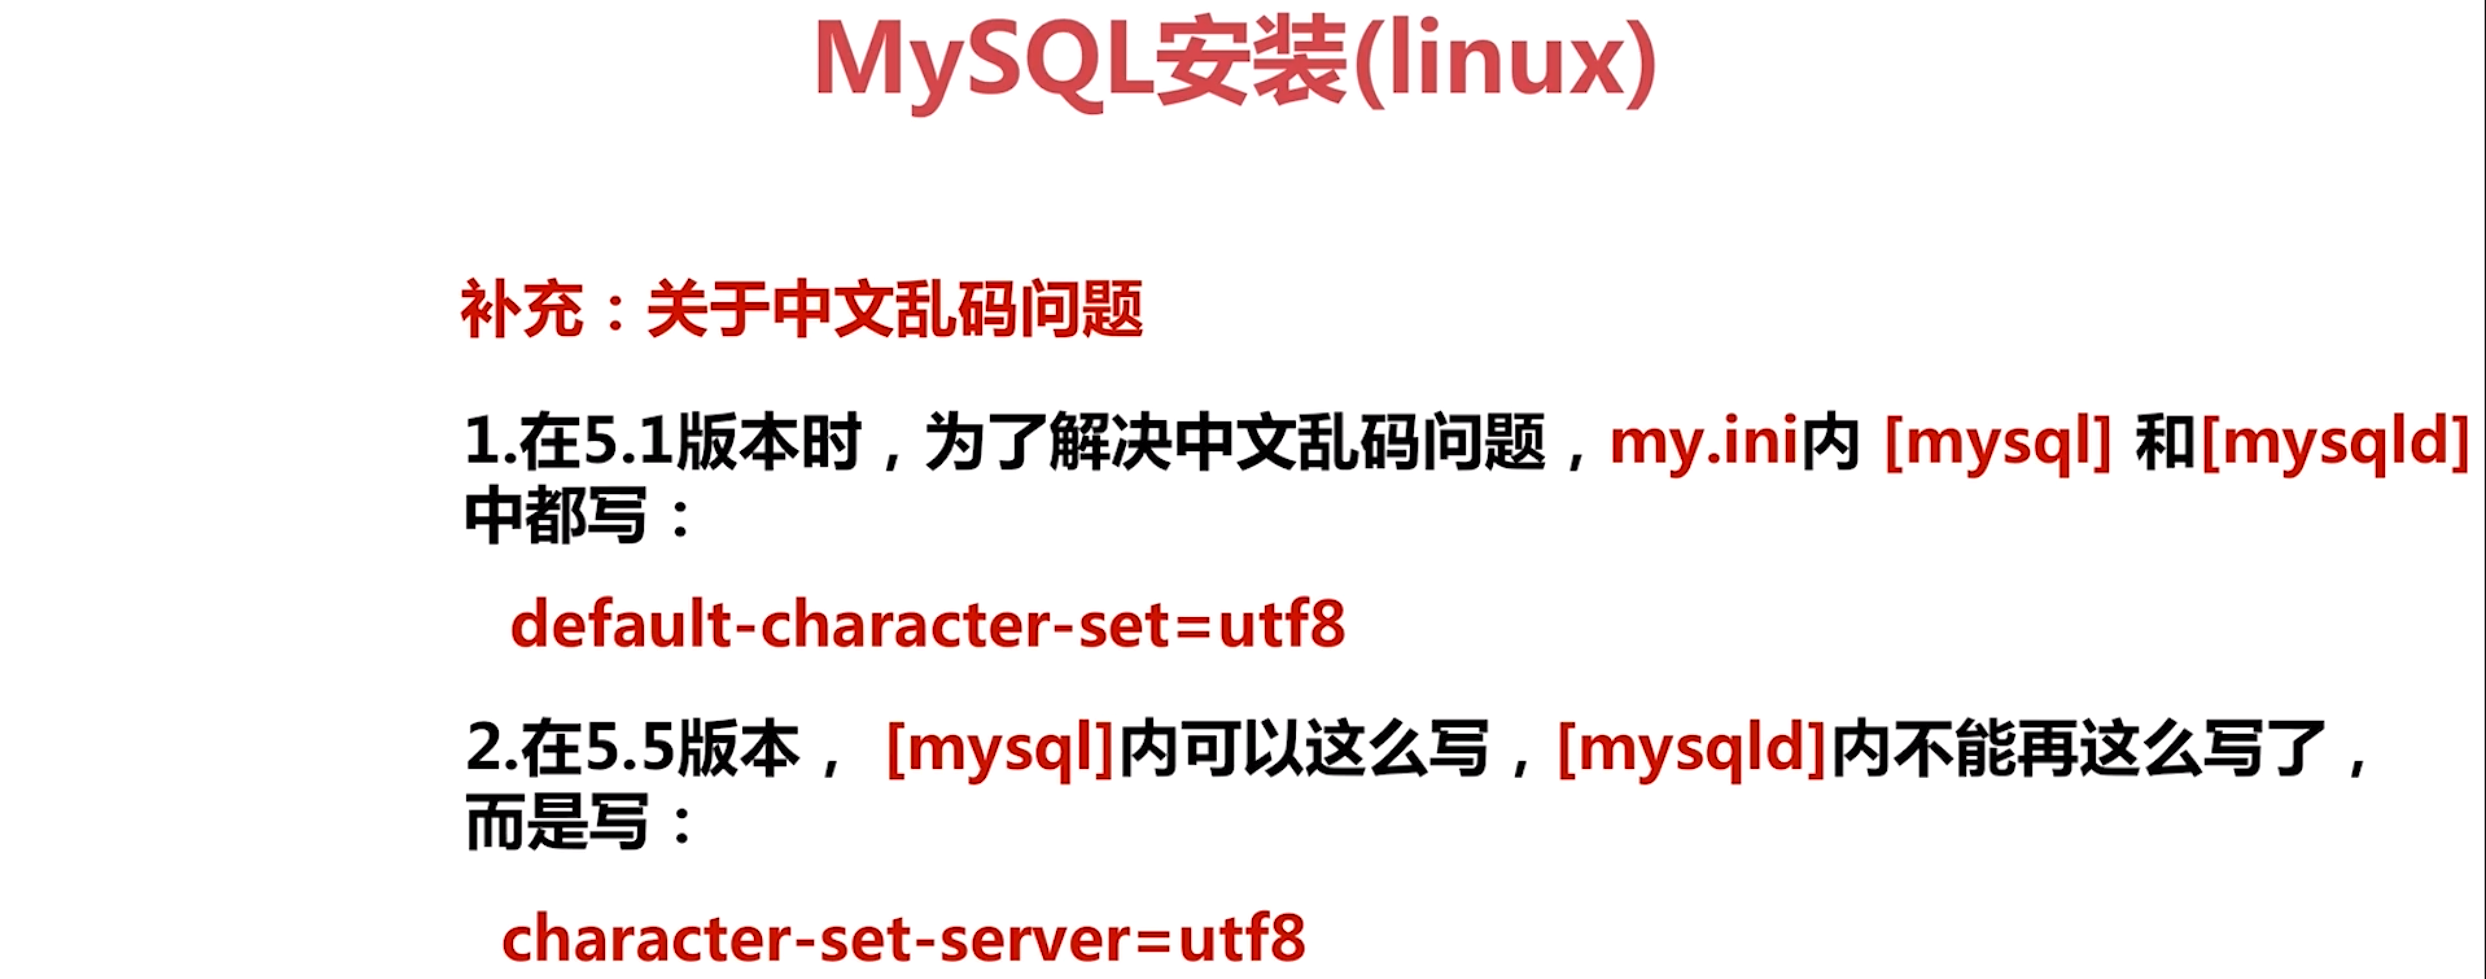 MySQL安装(linux)
补充：关于中文乱码问题
1.在5.1版本时，为了解决中文乱码问题，my.ini内 [mysql] 和[mysqld]
中都写：
default-character-set=utf8
2.在5.5版本， [mysql]内可以这么写，[mysqld]内不能再这么写了，
而是写：
character-set-server=utf8